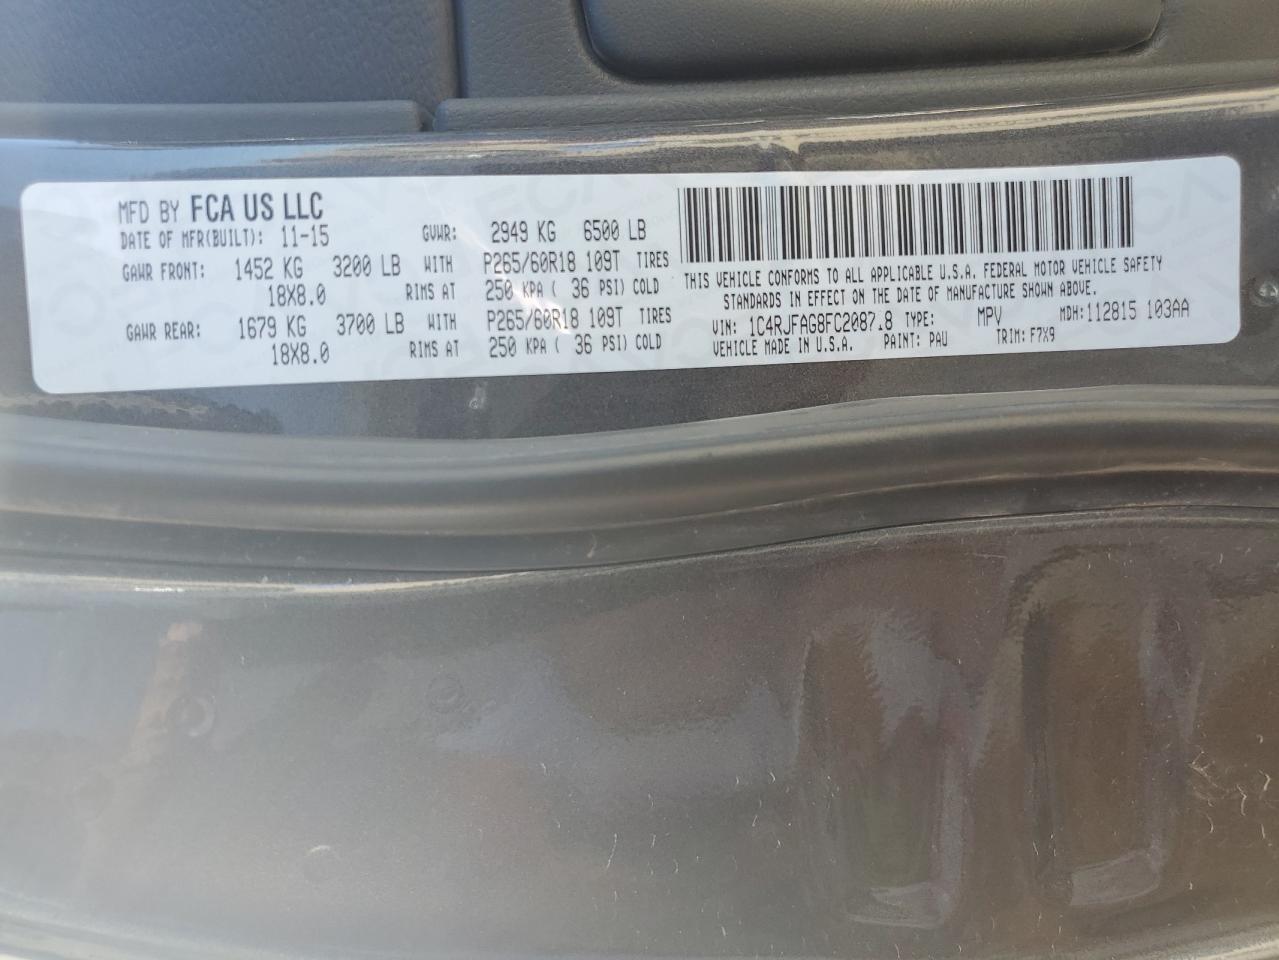 MFD BY FCA US LLC
DATE OF MFR(BUILT): 11-15 GVWR: 2949 KG 6500 LB
GAWR FRONT: 1452 KG 3200 LB WITH P265/60R18 109T TIRES
18X8.0 RIMS AT 250 KPA ( 36 PSI) COLD
GAWR REAR: 1679 KG 3700 LB WITH P265/60R18 109T TIRES
18X8.0 RIMS AT 250 KPA ( 36 PSI) COLD
THIS VEHICLE CONFORMS TO ALL APPLICABLE U.S.A. FEDERAL MOTOR VEHICLE SAFETY
STANDARDS IN EFFECT ON THE DATE OF MANUFACTURE SHOWN ABOVE.
VIN: TYPE: MPV MDH: 112815 103AA
VEHICLE MADE IN U.S.A. PAINT: PAU TRIM: F7X9